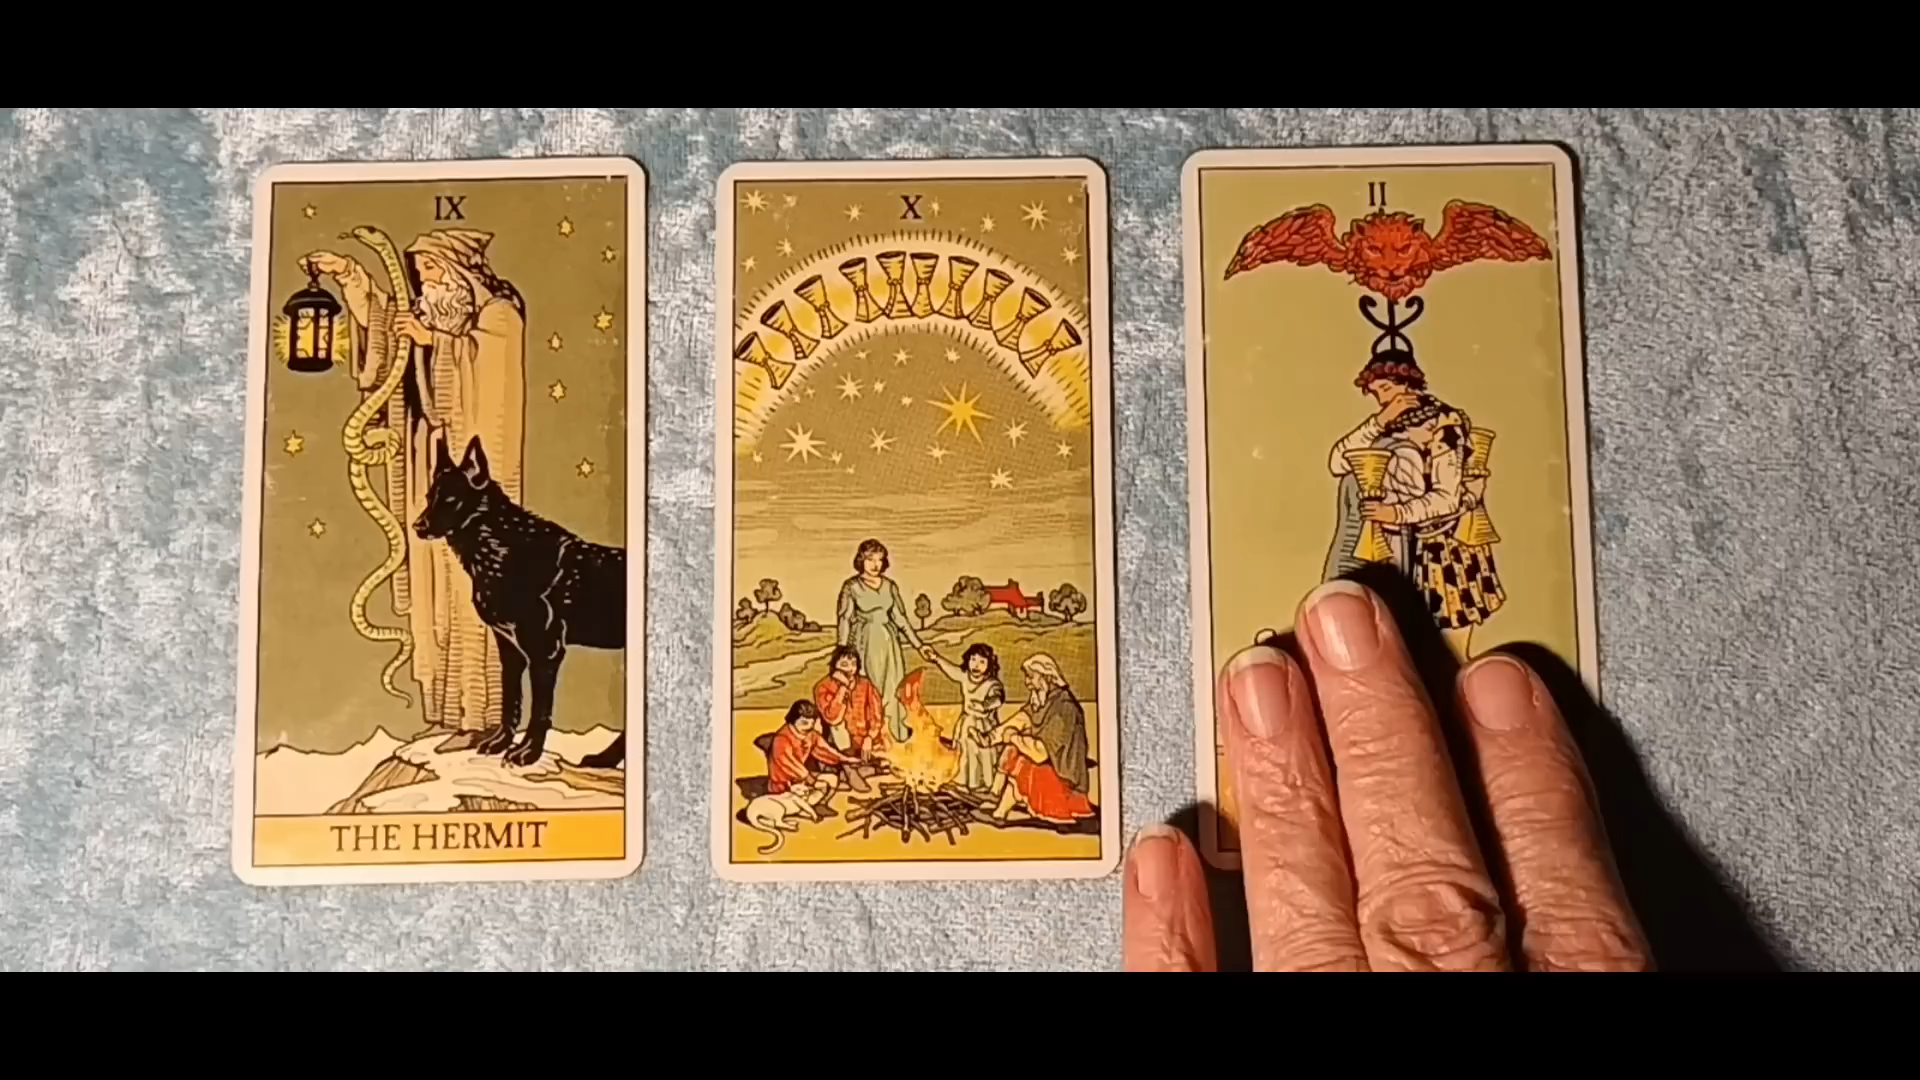 IX
X
II
THE HERMIT